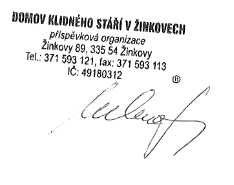 DOMOV KLIDNÉHO STÁŘÍ V ŽINKOVECH
příspěvková organizace
Žinkovy 89, 335 54 Žinkovy
Tel.: 371 593 121, fax: 371 593 113
IČ: 49180312
®